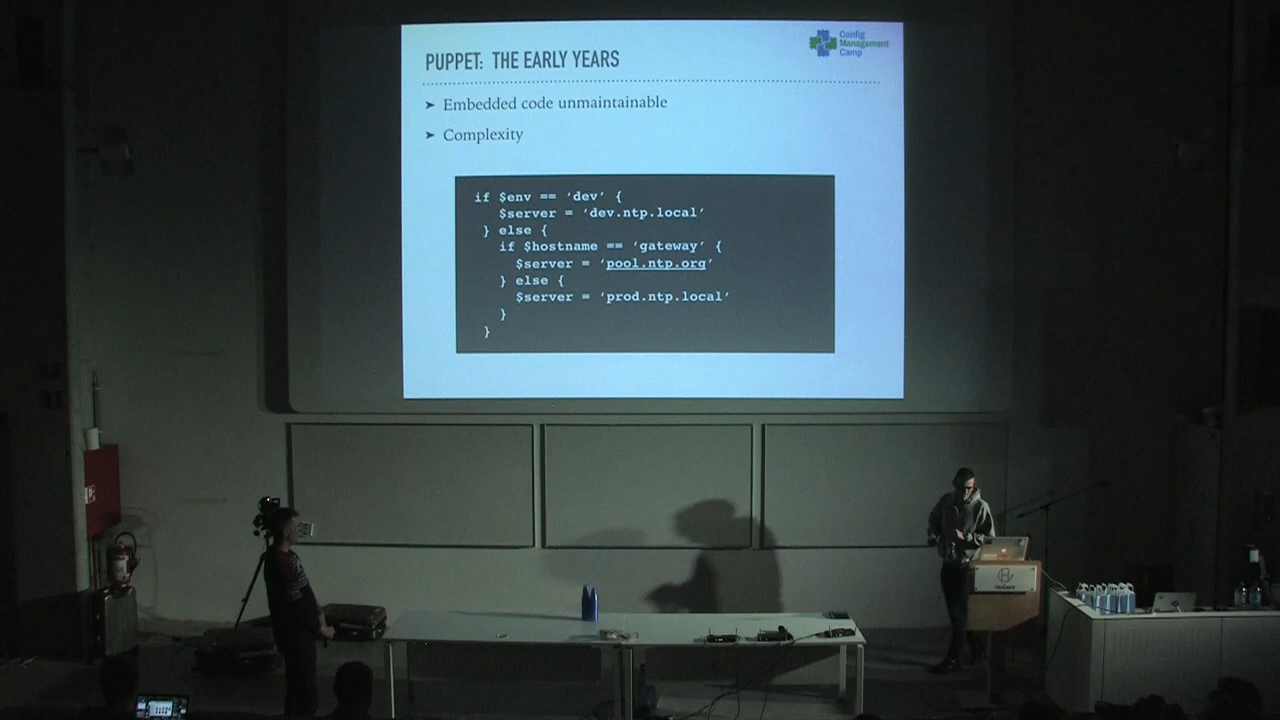 PUPPET: THE EARLY YEARS
Config
Management
Camp
➤ Embedded code unmaintainable
➤ Complexity
if $env == ‘dev’ {
$server = ‘dev.ntp.local’
} else {
if $hostname == ‘gateway’ {
$server = ‘pool.ntp.org’
} else {
$server = ‘prod.ntp.local’
}
}